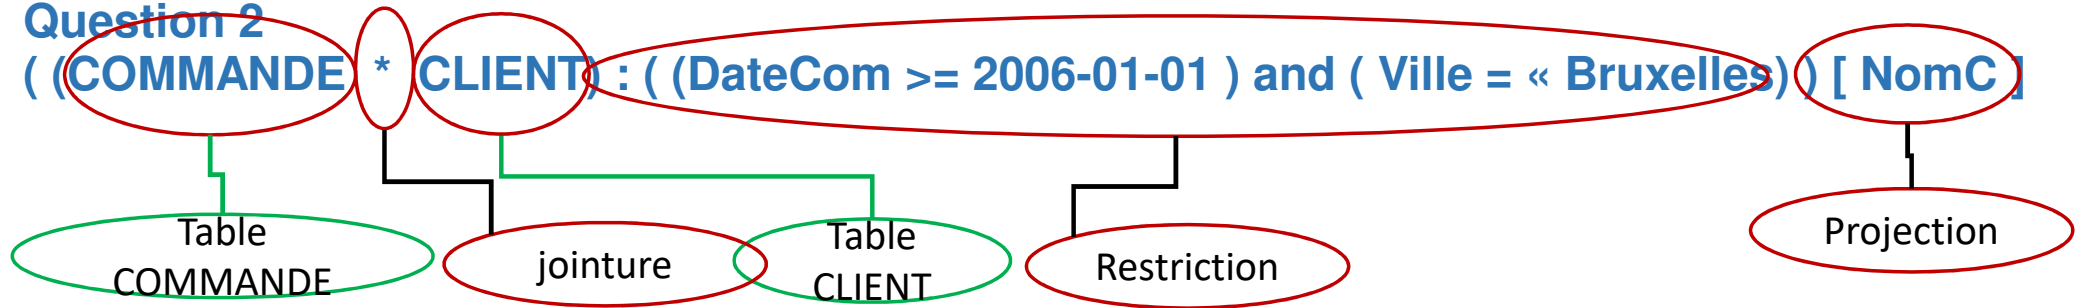 Question 2
( (COMMANDE * CLIENT) : ( (DateCom >= 2006-01-01 ) and ( Ville = « Bruxelles) ) [ NomC ]
Table
COMMANDE
jointure
Table
CLIENT
Restriction
Projection